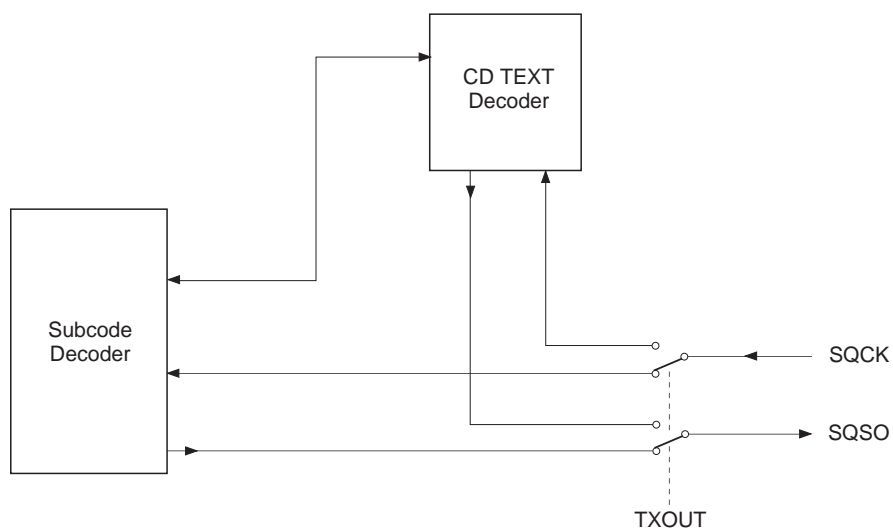 CD TEXT
Decoder
Subcode
Decoder
SQCK
SQSO
TXOUT